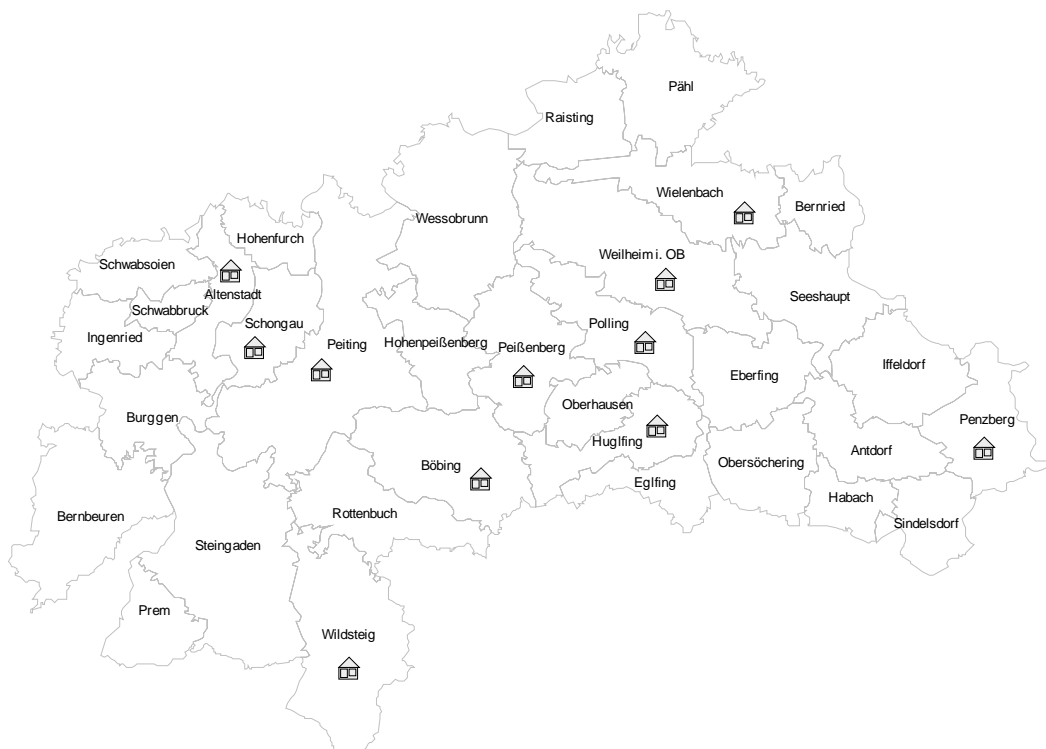 Pähl
Raisting
Wielenbach
Bernried
Wessobrunn
Hohenfurch
Weilheim i. OB
Schwabsoien
Altenstadt
Seeshaupt
Schwabbruck
Schongau
Polling
Ingenried
Peiting
Hohenpeißenberg
Peißenberg
Iffeldorf
Eberfing
Oberhausen
Burggen
Penzberg
Huglfing
Antdorf
Böbing
Obersöchering
Eglfing
Habach
Bernbeuren
Rottenbuch
Sindelsdorf
Steingaden
Prem
Wildsteig